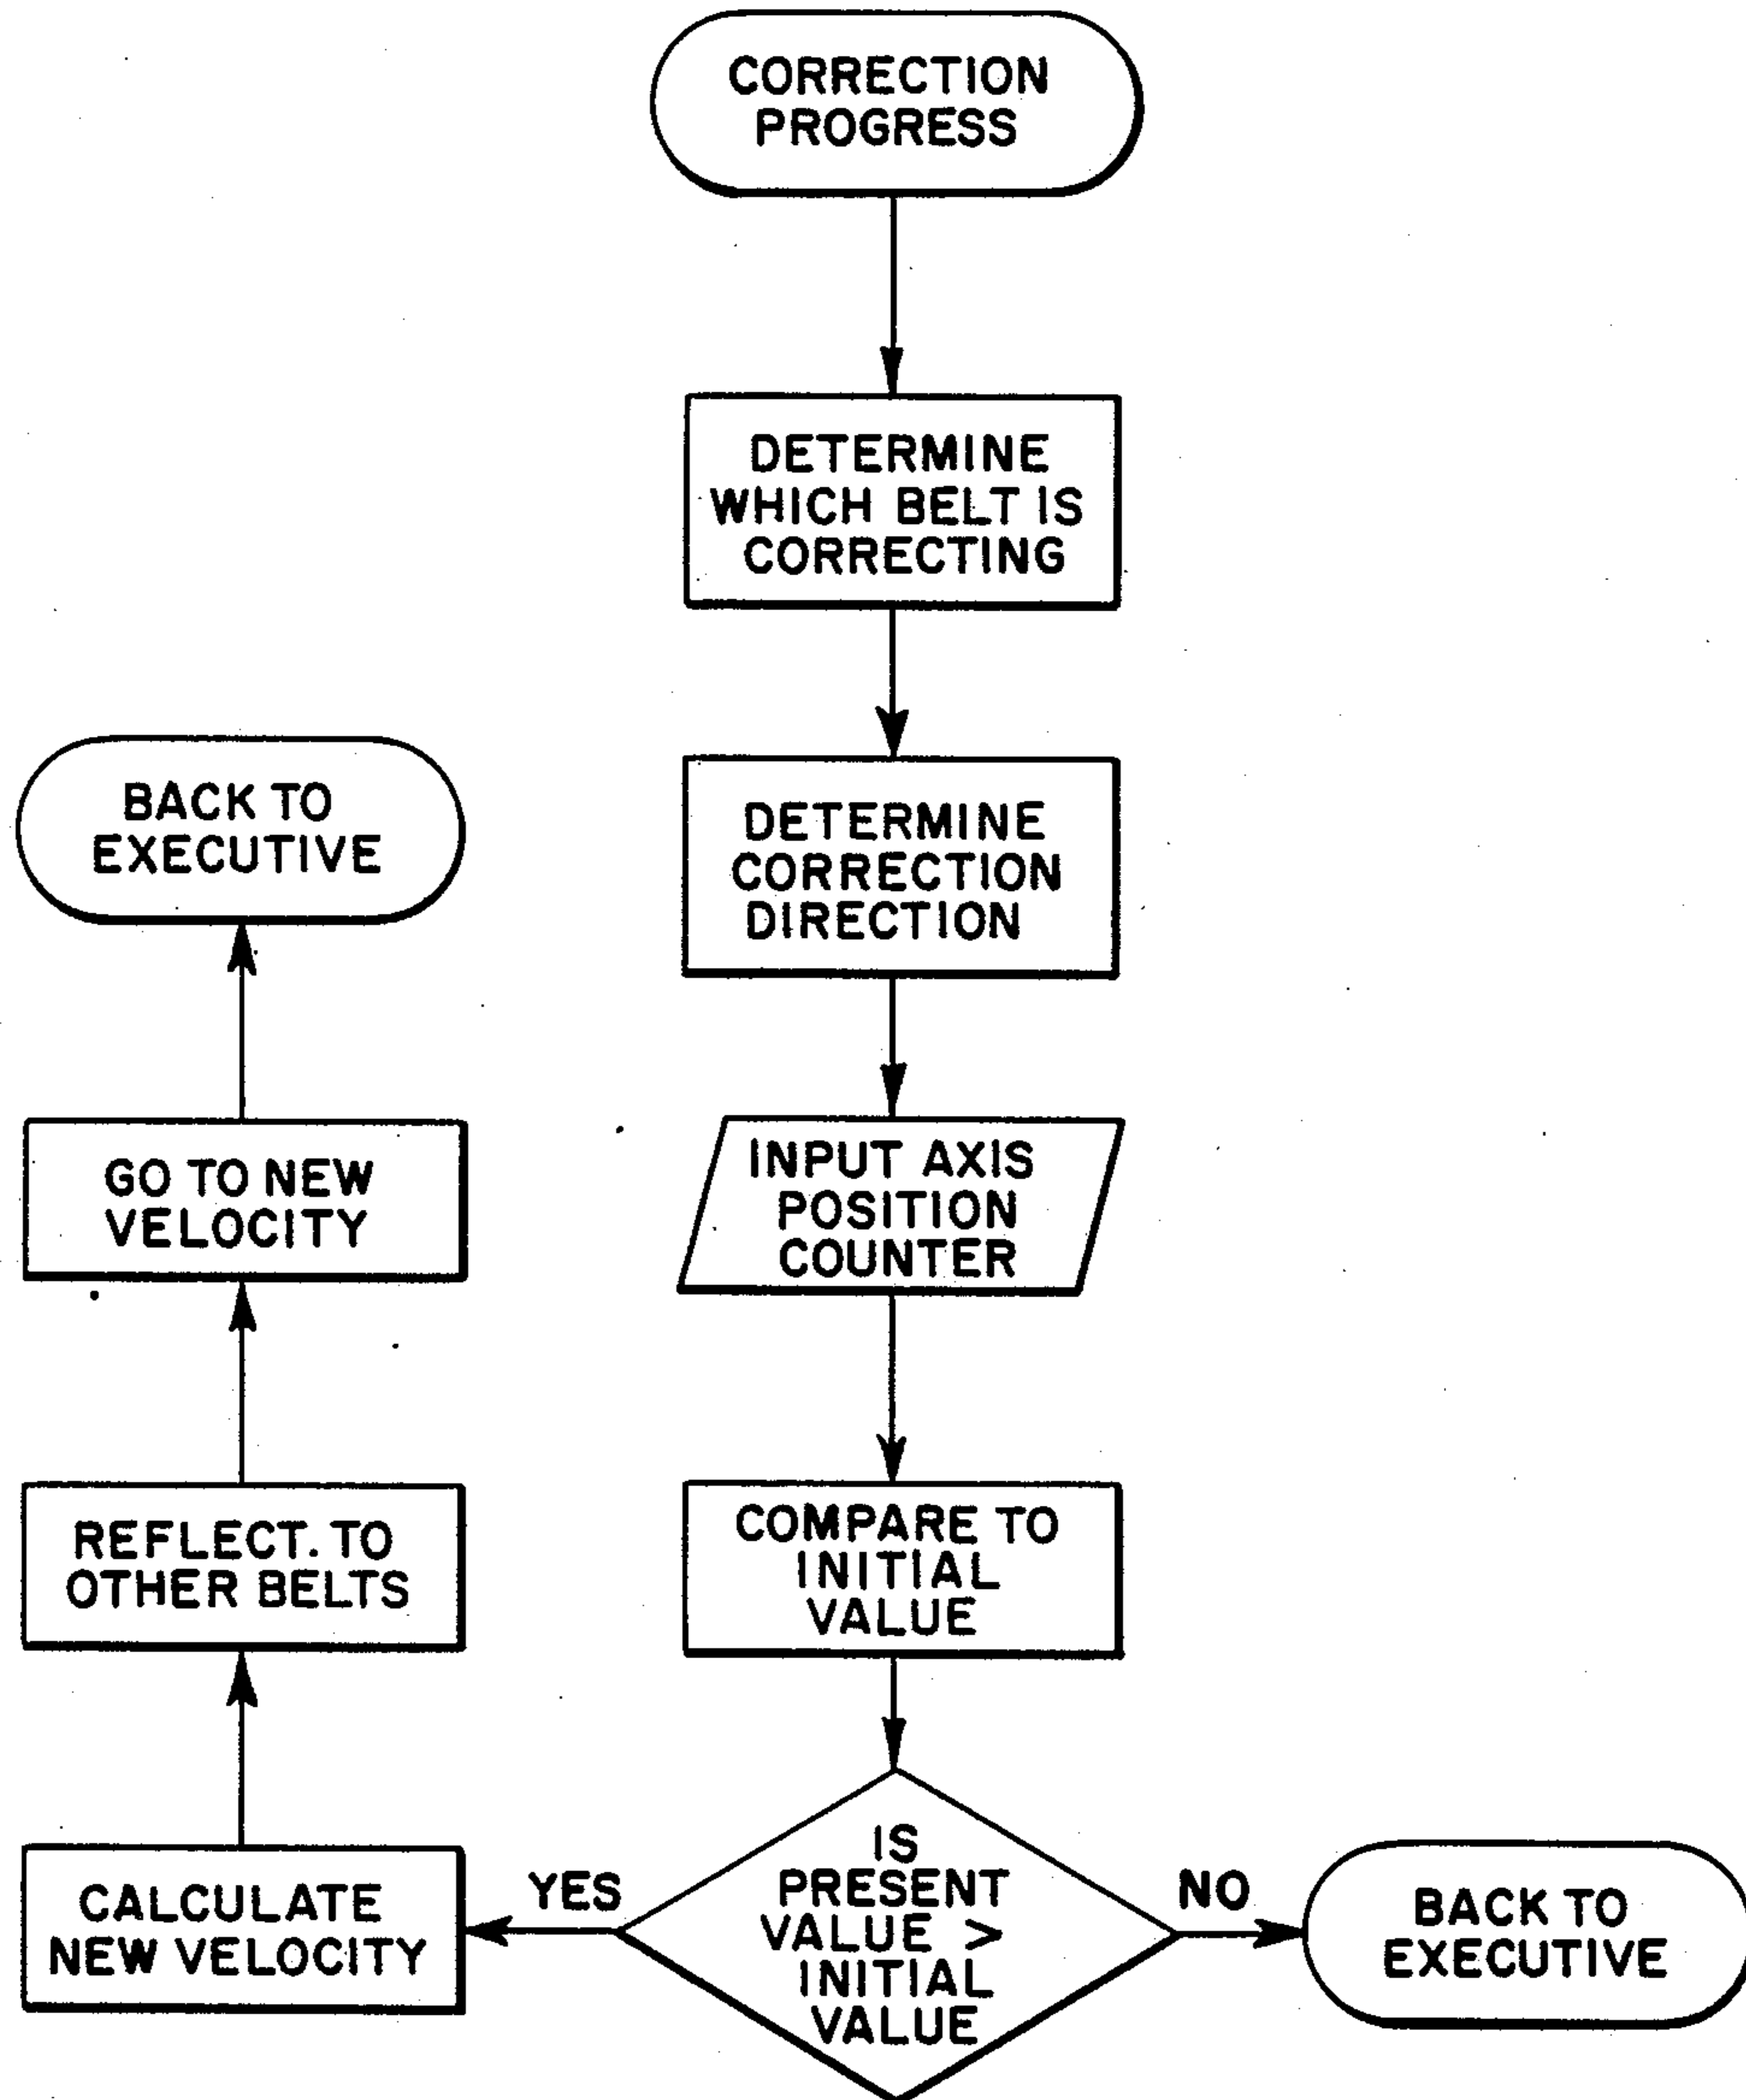 CORRECTION
PROGRESS
DETERMINE
WHICH BELT IS
CORRECTING
DETERMINE
CORRECTION
DIRECTION
INPUT AXIS
POSITION
COUNTER
COMPARE TO
INITIAL
VALUE
IS
PRESENT
VALUE >
INITIAL
VALUE
YES
NO
CALCULATE
NEW VELOCITY
REFLECT. TO
OTHER BELTS
GO TO NEW
VELOCITY
BACK TO
EXECUTIVE
BACK TO
EXECUTIVE